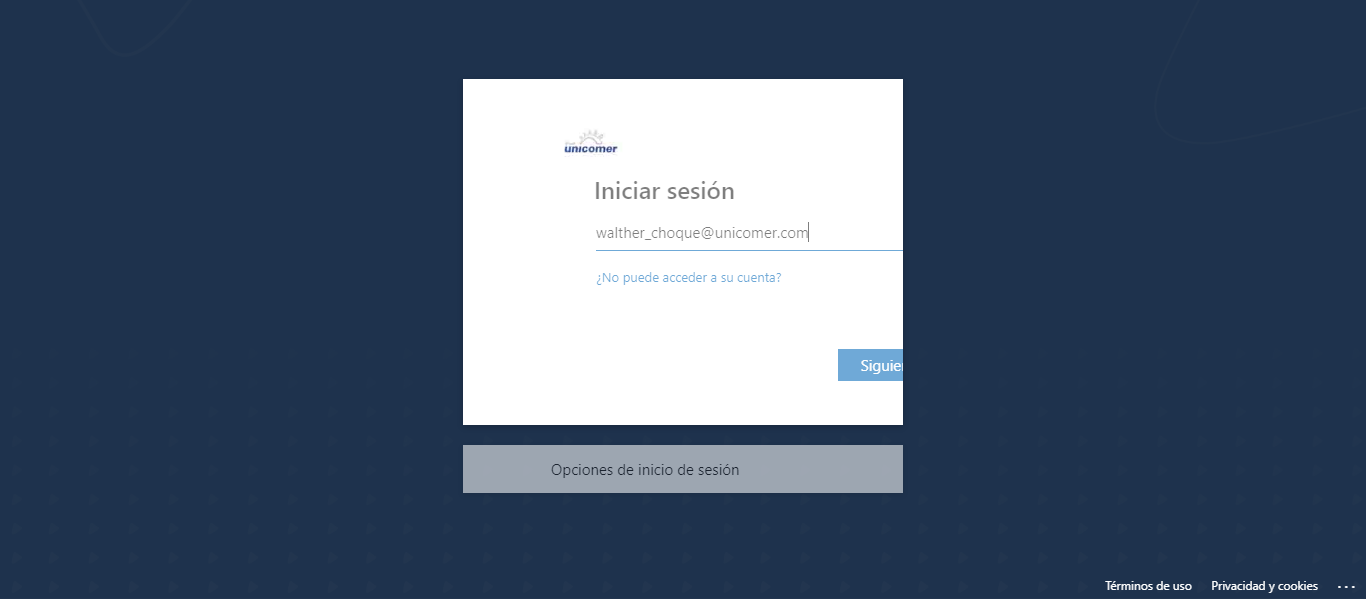 unicomer
Iniciar sesión
walther_choque@unicomer.com
¿No puede acceder a su cuenta?
Siguie
Opciones de inicio de sesión
Términos de uso Privacidad y cookies ...